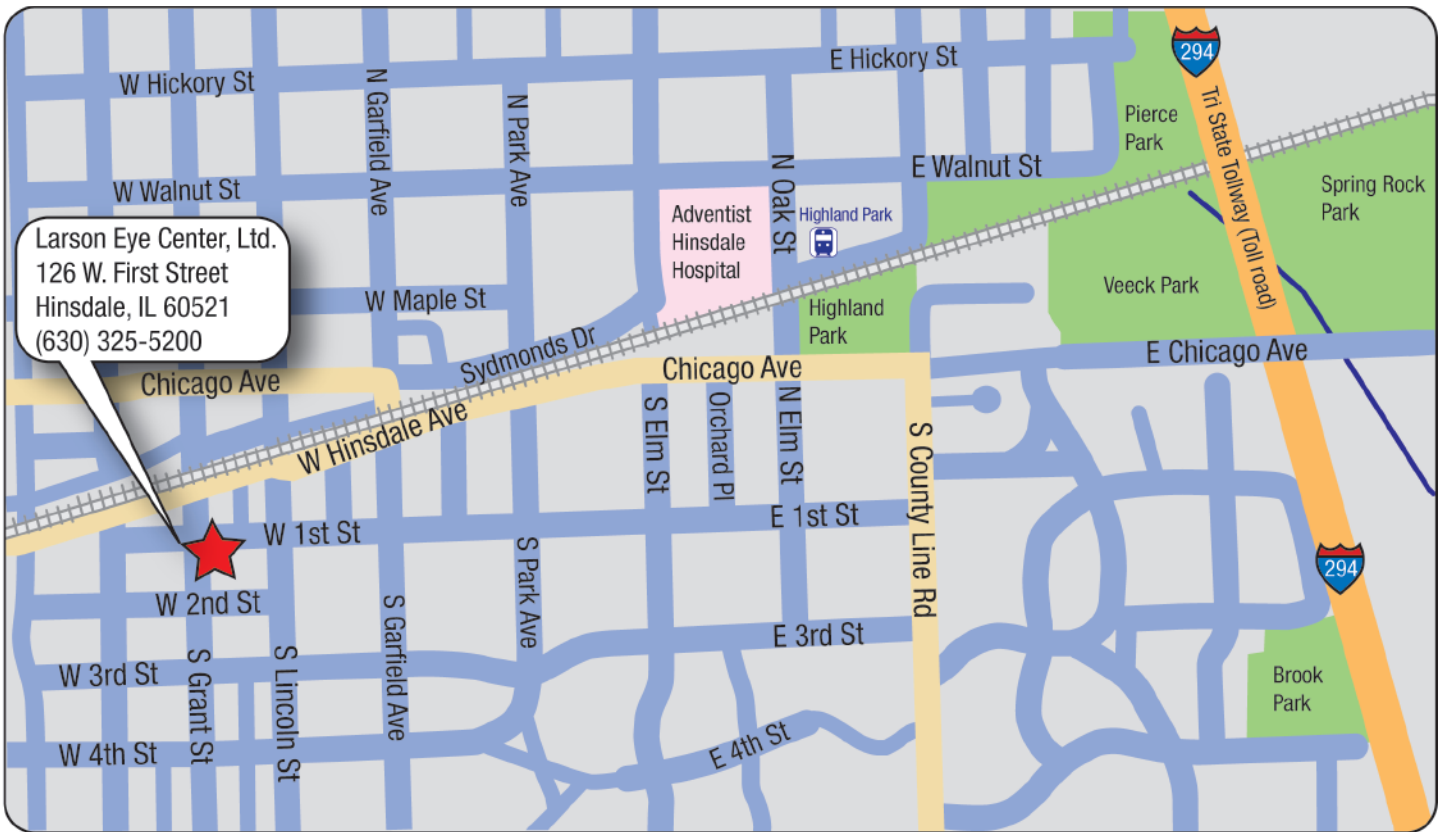 294
E Hickory St
W Hickory St
N Garfield Ave
N Park Ave
Tri State Tollway (Toll road)
Pierce
Park
N Oak St
E Walnut St
W Walnut St
Spring Rock
Park
Adventist
Hinsdale
Hospital
Highland Park
Larson Eye Center, Ltd.
126 W. First Street
Hinsdale, IL 60521
(630) 325-5200
W Maple St
Veeck Park
Highland
Park
Sydmonds Dr
E Chicago Ave
Chicago Ave
Chicago Ave
W Hinsdale Ave
S Elm St
Orchard Pl
N Elm St
S County Line Rd
W 1st St
E 1st St
S Park Ave
294
W 2nd St
S Garfield Ave
E 3rd St
W 3rd St
S Grant St
S Lincoln St
Brook
Park
W 4th St
E 4th St